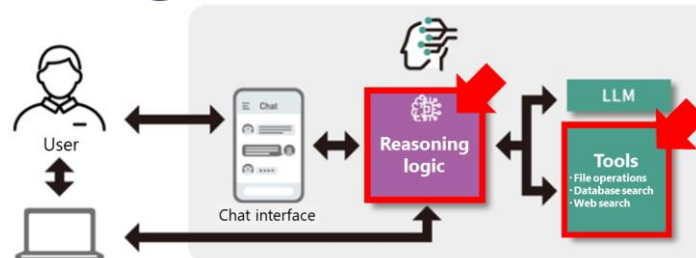 User
Chat
Chat interface
Reasoning
logic
LLM
Tools
・File operations
・Database search
・Web search